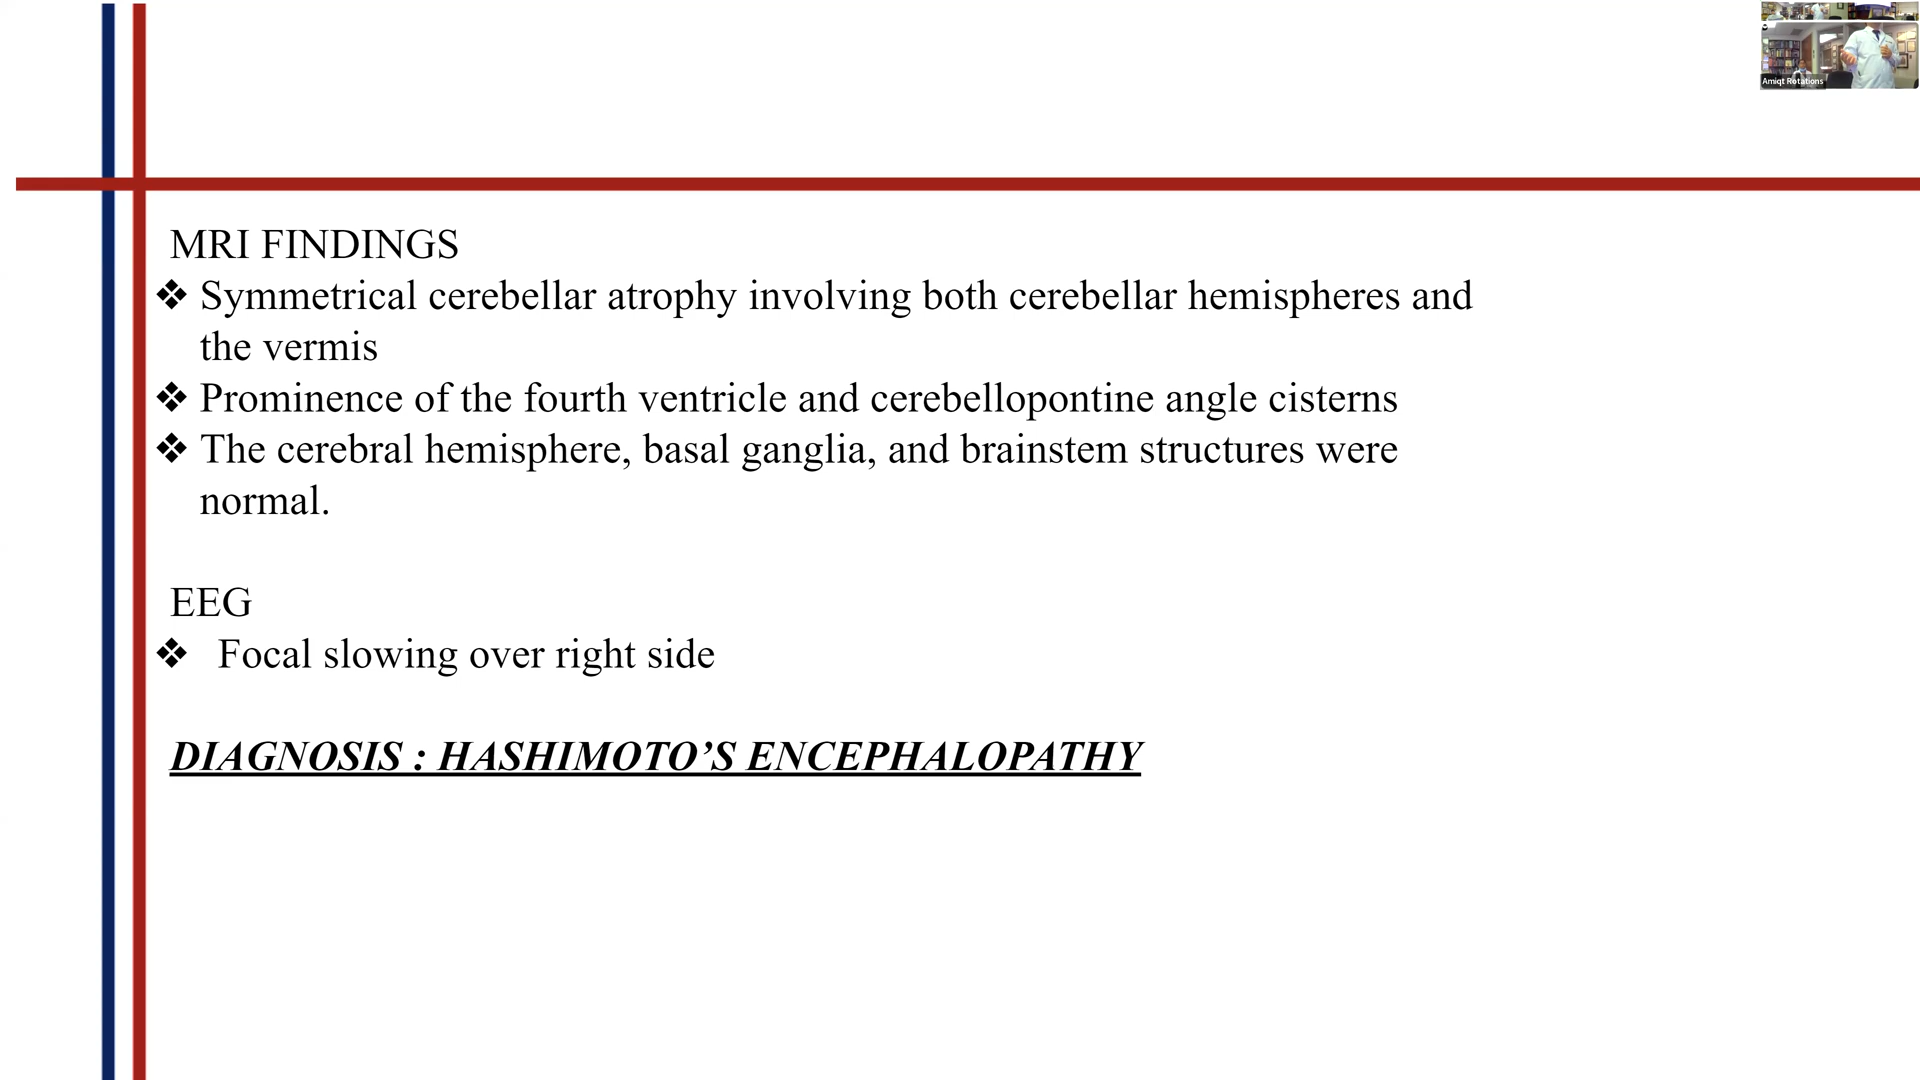 Amiqt Rotations
MRI FINDINGS
❖ Symmetrical cerebellar atrophy involving both cerebellar hemispheres and
the vermis
❖ Prominence of the fourth ventricle and cerebellopontine angle cisterns
❖ The cerebral hemisphere, basal ganglia, and brainstem structures were
normal.
EEG
❖ Focal slowing over right side
DIAGNOSIS : HASHIMOTO’S ENCEPHALOPATHY